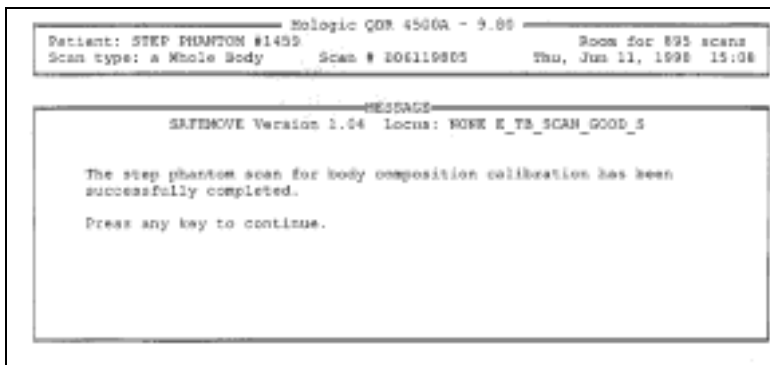 Hologic QDR 4500A - 9.80
Patient: STEP PHANTOM #1459 Room for 895 scans
Scan type: a Whole Body Scan # D06119805 Thu, Jun 11, 1998 15:08
MESSAGE
SAFEMOVE Version 1.04 Locus: NONE E_TB_SCAN_GOOD_S
The step phantom scan for body composition calibration has been
successfully completed.
Press any key to continue.